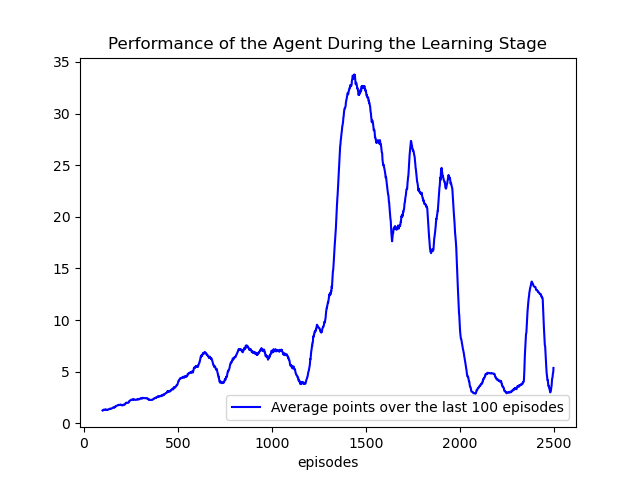 Performance of the Agent During the Learning Stage
35
30
25
20
15
10
5
0
Average points over the last 100 episodes
0 500 1000 1500 2000 2500
episodes